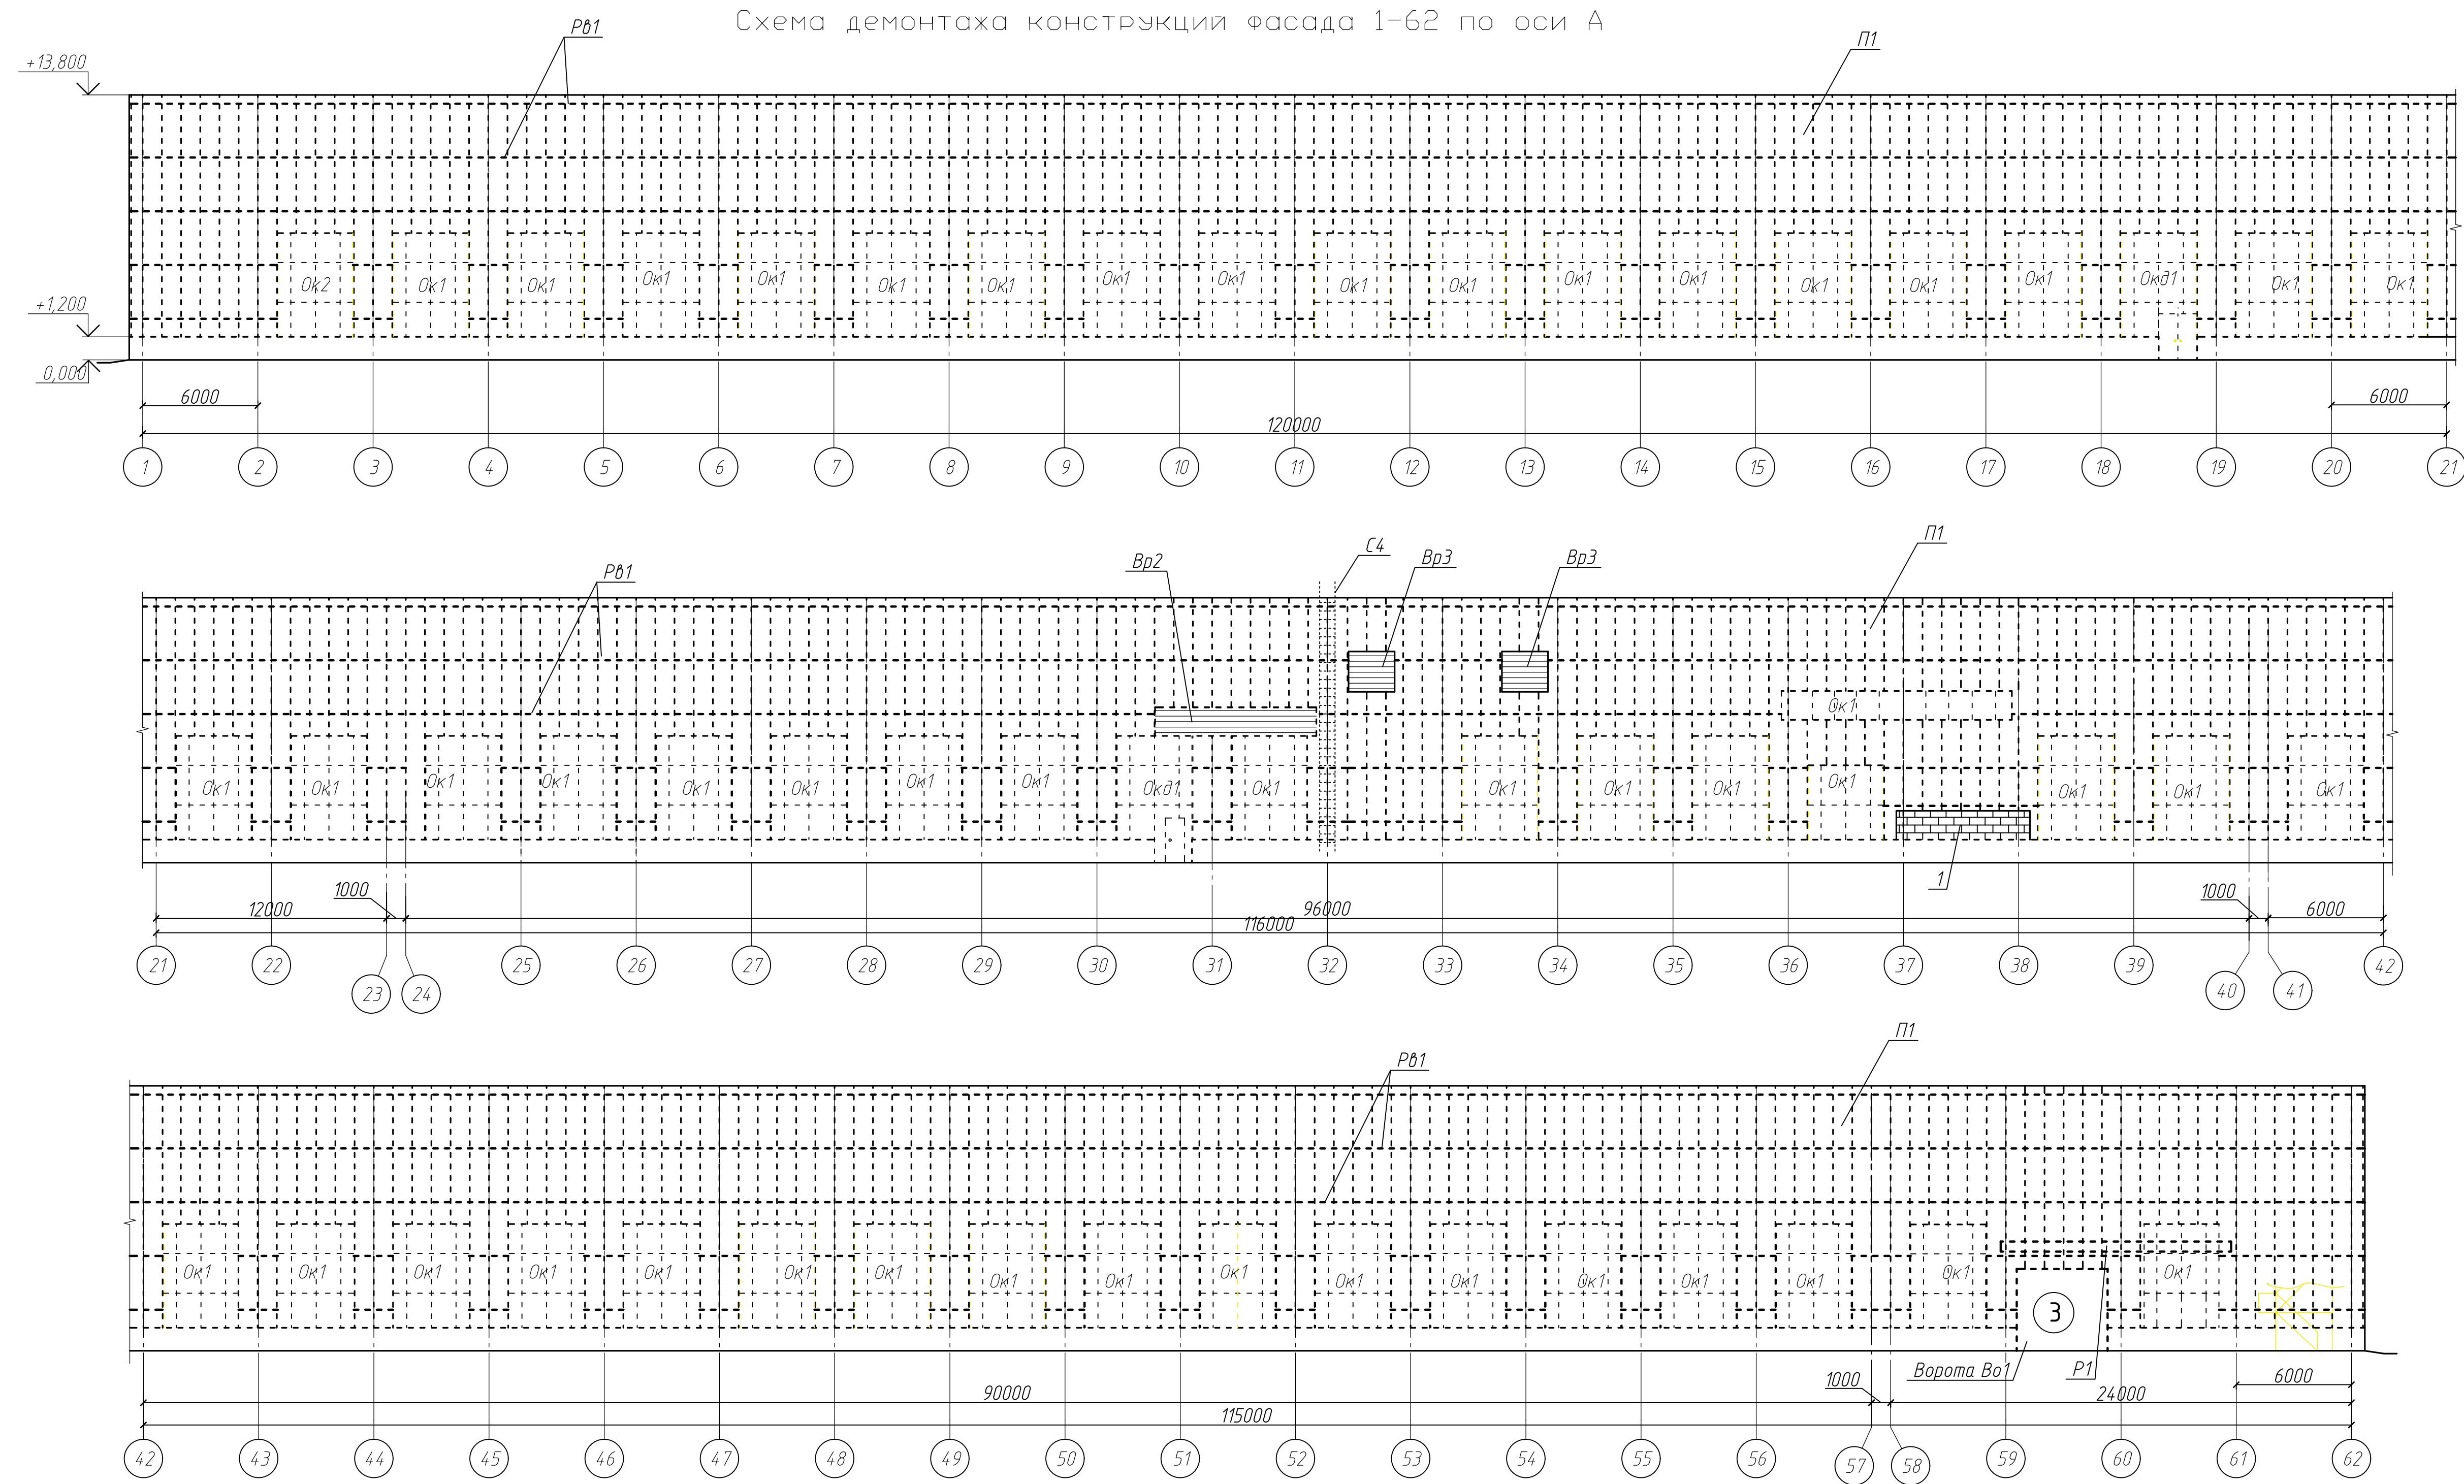 Схема демонтажа конструкций фасада 1-62 по оси А
Рв1
П1
+13,800
Ок2 Ок1 Ок1 Ок1 Ок1 Ок1 Ок1 Ок1 Ок1 Ок1 Ок1 Ок1 Ок1 Ок1 Ок1 Ок1 Окд1 Ок1 Ок1
+1,200
0,000
6000 6000
120000
1 2 3 4 5 6 7 8 9 10 11 12 13 14 15 16 17 18 19 20 21
Рв1
Вр2
С4
Вр3
Вр3
П1
Ок1
Ок1 Ок1 Ок1 Ок1 Ок1 Ок1 Ок1 Ок1 Окд1 Ок1 Ок1 Ок1 Ок1 Ок1 Ок1 Ок1 Ок1
1
12000 1000 96000 1000 6000
116000
21 22 23 24 25 26 27 28 29 30 31 32 33 34 35 36 37 38 39 40 41 42
Рв1
П1
Ок1 Ок1 Ок1 Ок1 Ок1 Ок1 Ок1 Ок1 Ок1 Ок1 Ок1 Ок1 Ок1 Ок1 Ок1 Ок1 Ок1
3
Ворота Во1
Р1
6000
90000 1000 24000
115000
42 43 44 45 46 47 48 49 50 51 52 53 54 55 56 57 58 59 60 61 62